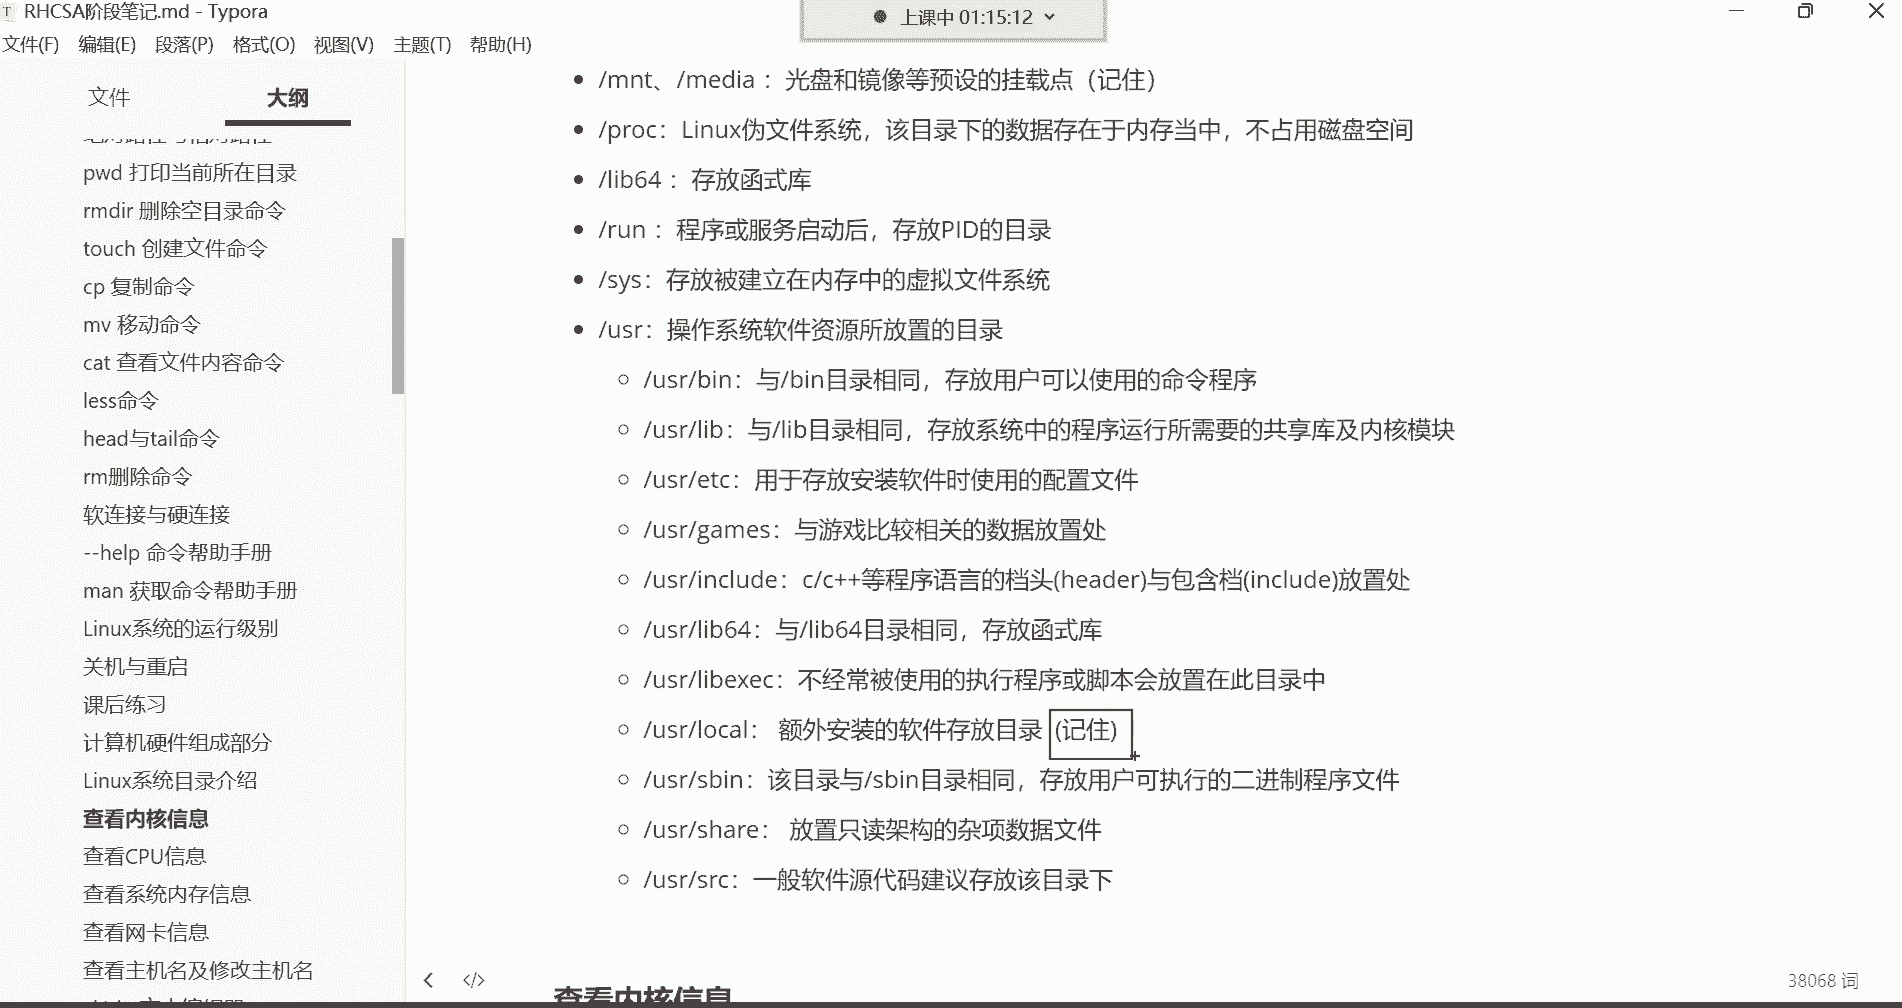 RHCSA阶段笔记.md - Typora
上课中 01:15:12
文件(F) 编辑(E) 段落(P) 格式(O) 视图(V) 主题(T) 帮助(H)
文件 大纲
pwd 打印当前所在目录
rmdir 删除空目录命令
touch 创建文件命令
cp 复制命令
mv 移动命令
cat 查看文件内容命令
less命令
head与tail命令
rm删除命令
软连接与硬连接
--help 命令帮助手册
man 获取命令帮助手册
Linux系统的运行级别
关机与重启
课后练习
计算机硬件组成部分
Linux系统目录介绍
查看内核信息
查看CPU信息
查看系统内存信息
查看网卡信息
查看主机名及修改主机名
/mnt、/media ：光盘和镜像等预设的挂载点（记住）
/proc：Linux伪文件系统，该目录下的数据存在于内存当中，不占用磁盘空间
/lib64 ：存放函式库
/run ：程序或服务启动后，存放PID的目录
/sys：存放被建立在内存中的虚拟文件系统
/usr：操作系统软件资源所放置的目录
/usr/bin：与/bin目录相同，存放用户可以使用的命令程序
/usr/lib：与/lib目录相同，存放系统中的程序运行所需要的共享库及内核模块
/usr/etc：用于存放安装软件时使用的配置文件
/usr/games：与游戏比较相关的数据放置处
/usr/include：c/c++等程序语言的档头(header)与包含档(include)放置处
/usr/lib64：与/lib64目录相同，存放函式库
/usr/libexec：不经常被使用的执行程序或脚本会放置在此目录中
/usr/local： 额外安装的软件存放目录 (记住)
/usr/sbin：该目录与/sbin目录相同，存放用户可执行的二进制程序文件
/usr/share： 放置只读架构的杂项数据文件
/usr/src：一般软件源代码建议存放该目录下
查看内核信息
</> 38068 词